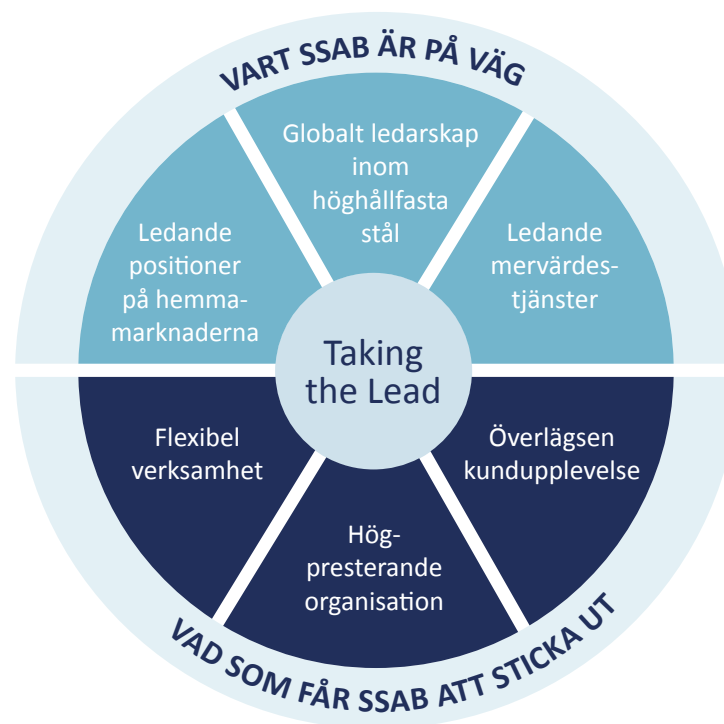 VART SSAB ÄR PÅ VÄG
Globalt ledarskap
inom
höghållfasta
stål
Ledande
positioner
på hemma-
marknaderna
Ledande
mervärdes-
tjänster
Taking
the Lead
Flexibel
verksamhet
Överlägsen
kundupplevelse
Hög-
presterande
organisation
VAD SOM FÅR SSAB ATT STICKA UT